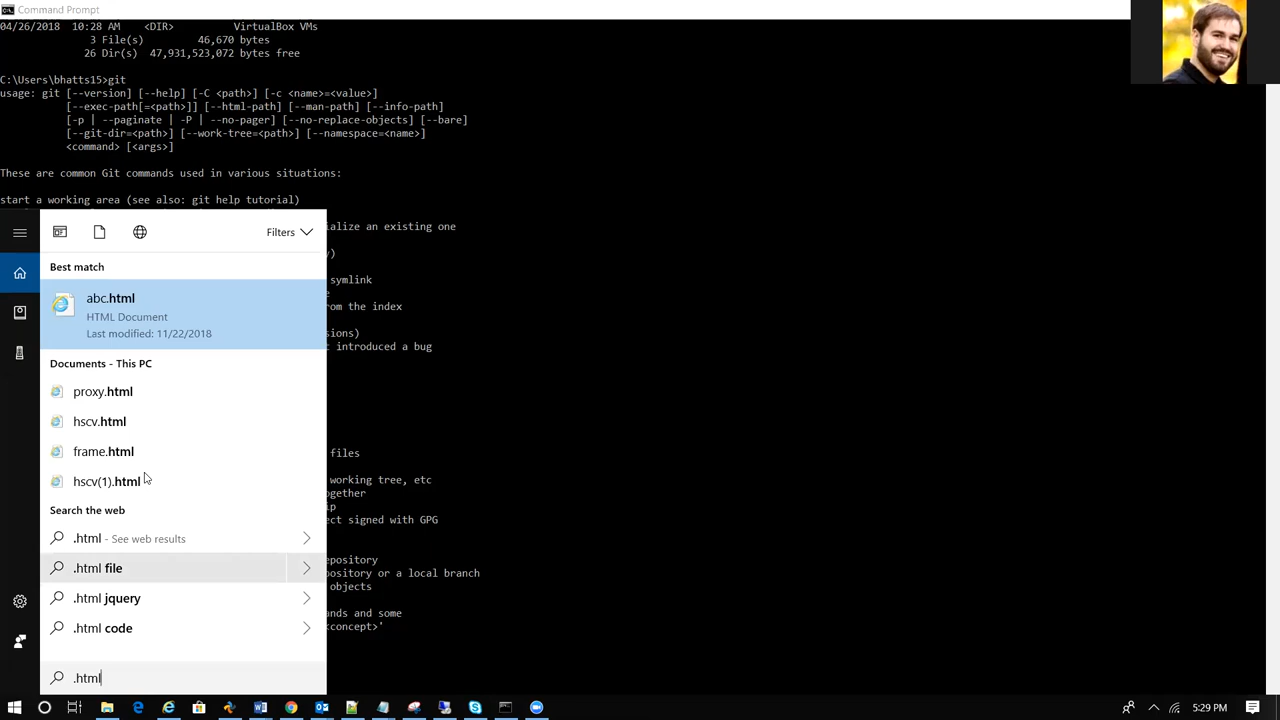 Command Prompt
04/26/2018  10:28 AM    <DIR>          VirtualBox VMs
3 File(s)         46,670 bytes
26 Dir(s)  47,931,523,072 bytes free
C:\Users\bhatts15>git
usage: git [--version] [--help] [-C <path>] [-c <name>=<value>]
[--exec-path[=<path>]] [--html-path] [--man-path] [--info-path]
[-p | --paginate | -P | --no-pager] [--no-replace-objects] [--bare]
[--git-dir=<path>] [--work-tree=<path>] [--namespace=<name>]
<command> [<args>]
These are common Git commands used in various situations:
start a working area (see also: git help tutorial)
ialize an existing one
)
symlink
e
rom the index
sions)
t introduced a bug
files
working tree, etc
ogether
ip
ect signed with GPG
epository
pository or a local branch
objects
ands and some
<concept>'
Filters
Best match
abc.html
HTML Document
Last modified: 11/22/2018
Documents - This PC
proxy.html
hscv.html
frame.html
hscv(1).html
Search the web
.html - See web results
.html file
.html jquery
.html code
.html
5:29 PM